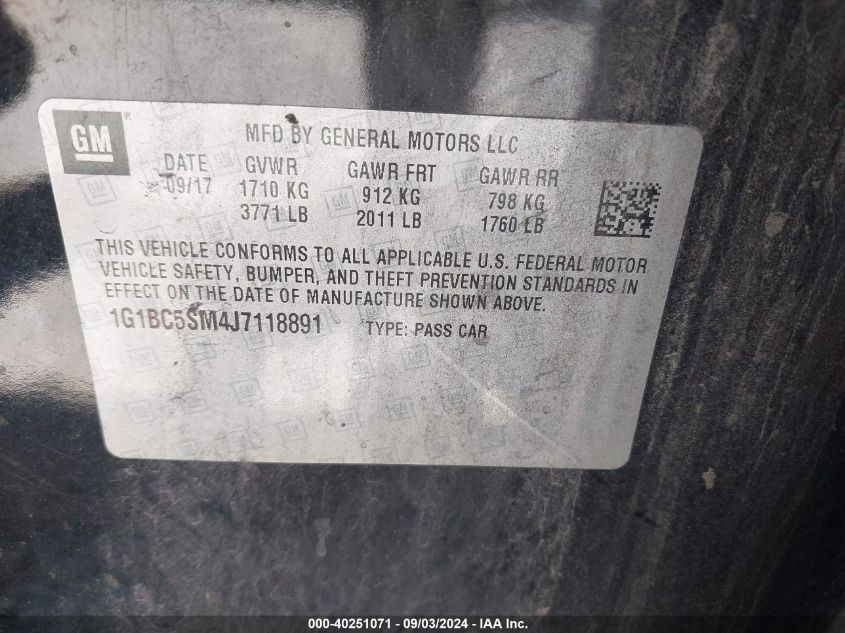 GM
MFD BY GENERAL MOTORS LLC
DATE GVWR GAWR FRT GAWR RR
09/17 1710 KG 912 KG 798 KG
3771 LB 2011 LB 1760 LB
THIS VEHICLE CONFORMS TO ALL APPLICABLE U.S. FEDERAL MOTOR
VEHICLE SAFETY, BUMPER, AND THEFT PREVENTION STANDARDS IN
EFFECT ON THE DATE OF MANUFACTURE SHOWN ABOVE.
1G1BC5SM4J7118891 TYPE: PASS CAR
000-40251071 - 09/03/2024 - IAA Inc.